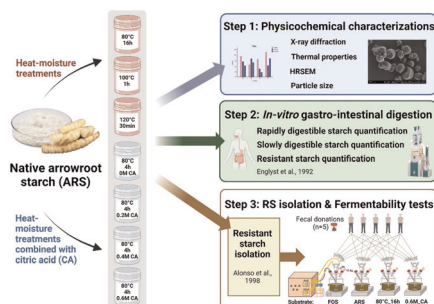 Heat-moisture
treatments
Native arrowroot
starch (ARS)
Heat-
moisture
treatments
combined with
citric acid (CA)
80°C
16h
100°C
1h
120°C
30min
80°C
4h
0M CA
80°C
4h
0.2M CA
80°C
4h
0.4M CA
80°C
4h
0.6M CA
Step 1: Physicochemical characterizations
X-ray diffraction
Thermal properties
HRSEM
Particle size
Step 2: In-vitro gastro-intestinal digestion
Rapidly digestible starch quantification
Slowly digestible starch quantification
Resistant starch quantification
Englyst et al., 1992
Step 3: RS isolation & Fermentability tests
Resistant
starch
isolation
Alonso et al.,
1998
Fecal donations
(n=5)
Substrate: FOS ARS 80°C_16h 0.6M_CA